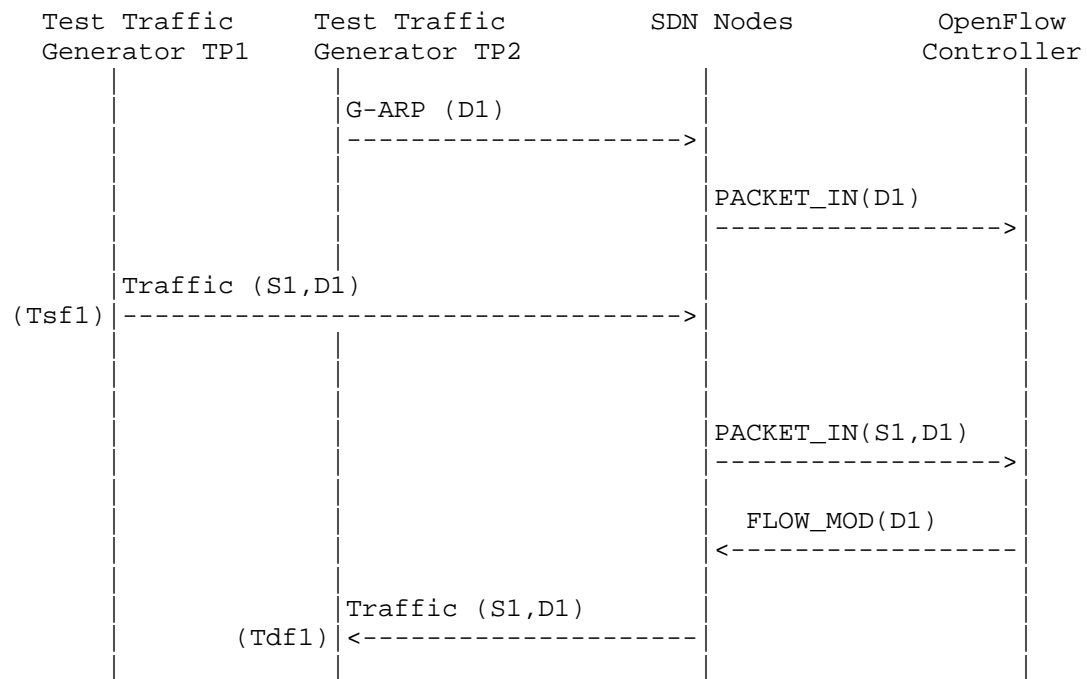 Test Traffic Test Traffic SDN Nodes OpenFlow
Generator TP1 Generator TP2 Controller
G-ARP (D1)
PACKET_IN(D1)
Traffic (S1,D1)
(Tsf1)
PACKET_IN(S1,D1)
FLOW_MOD(D1)
Traffic (S1,D1)
(Tdf1)